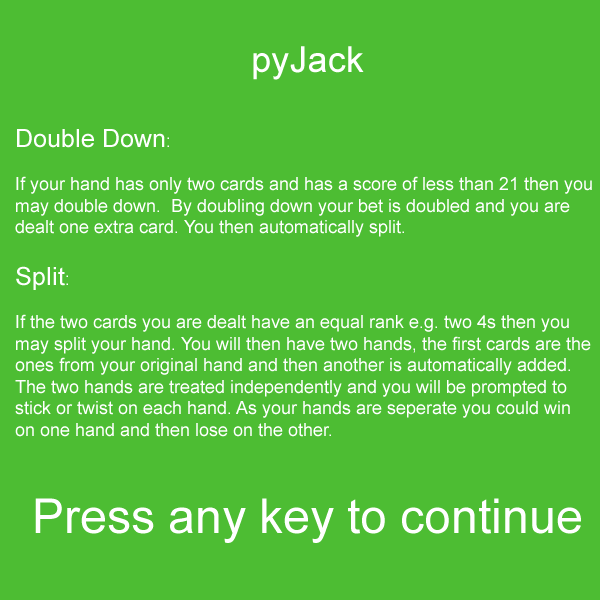 pyJack
Double Down:
If your hand has only two cards and has a score of less than 21 then you
may double down.  By doubling down your bet is doubled and you are
dealt one extra card. You then automatically split.
Split:
If the two cards you are dealt have an equal rank e.g. two 4s then you
may split your hand. You will then have two hands, the first cards are the
ones from your original hand and then another is automatically added.
The two hands are treated independently and you will be prompted to
stick or twist on each hand. As your hands are seperate you could win
on one hand and then lose on the other.
Press any key to continue